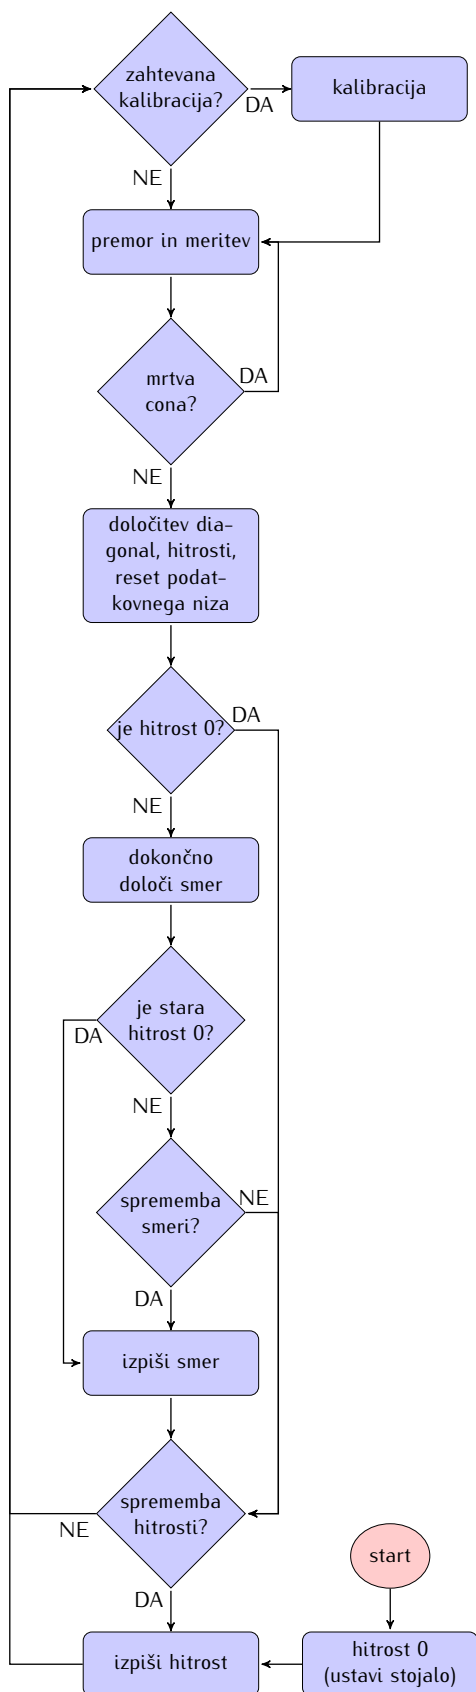 zahtevana
kalibracija?
DA
kalibracija
NE
premor in meritev
mrtva
cona?
DA
NE
določitev dia-
gonal, hitrosti,
reset podat-
kovnega niza
je hitrost 0?
DA
NE
dokončno
določi smer
je stara
hitrost 0?
DA
NE
sprememba
smeri?
NE
DA
izpiši smer
sprememba
hitrosti?
NE
DA
start
izpiši hitrost
hitrost 0
(ustavi stojalo)